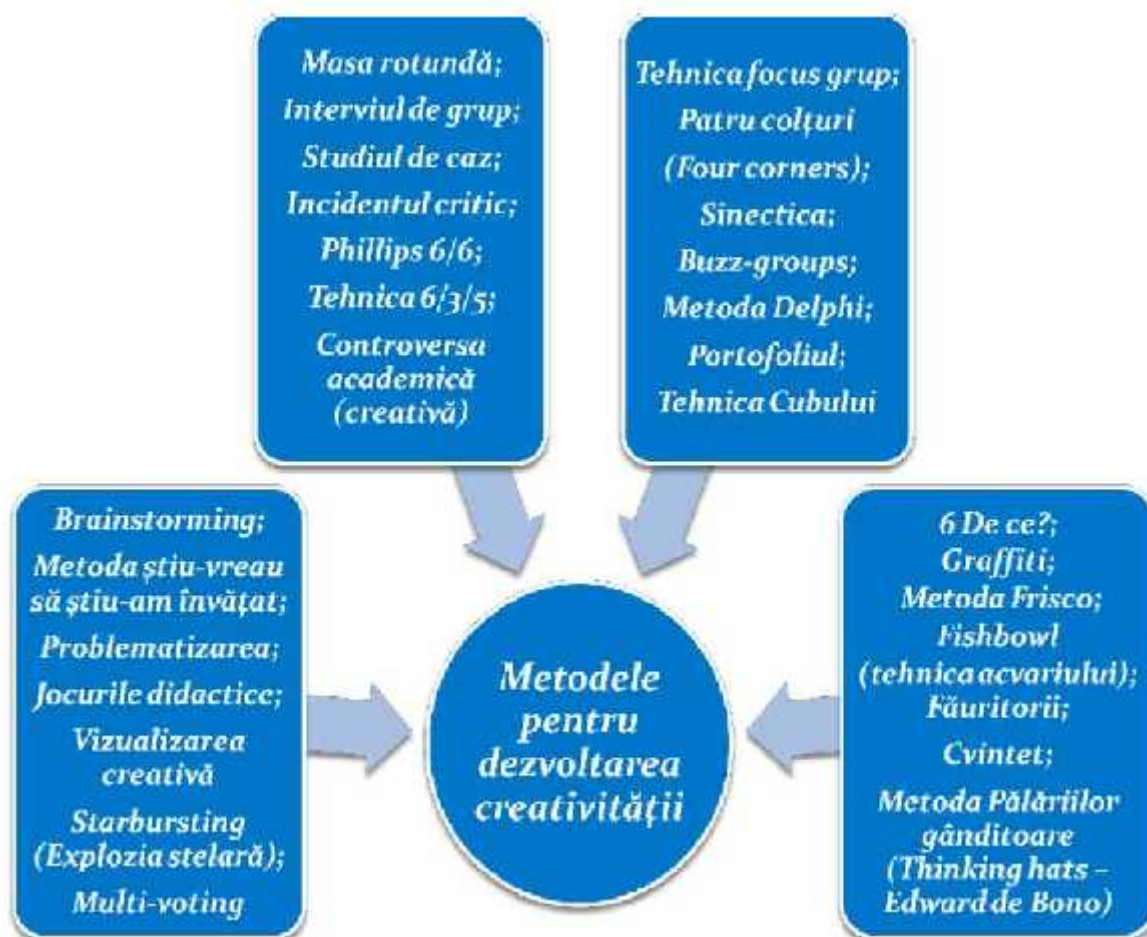 Masa rotundă;
Interviul de grup;
Studiul de caz;
Incidentul critic;
Phillips 6/6;
Tehnica 6/3/5;
Controversa
academică
(creativă)
Tehnica focus grup;
Patru colțuri
(Four corners);
Sinectica;
Buzz-groups;
Metoda Delphi;
Portofoliul;
Tehnica Cubului
Brainstorming;
Metoda știu-vreau
să știu-am învățat;
Problematizarea;
Jocurile didactice;
Vizualizarea
creativă
Starbursting
(Explozia stelară);
Multi-voting
Metodele
pentru
dezvoltarea
creativității
6 De ce?;
Graffiti;
Metoda Frisco;
Fishbowl
(tehnica acvariului);
Făuritorii;
Cvintet;
Metoda Pălăriilor
gânditoare
(Thinking hats –
Edward de Bono)